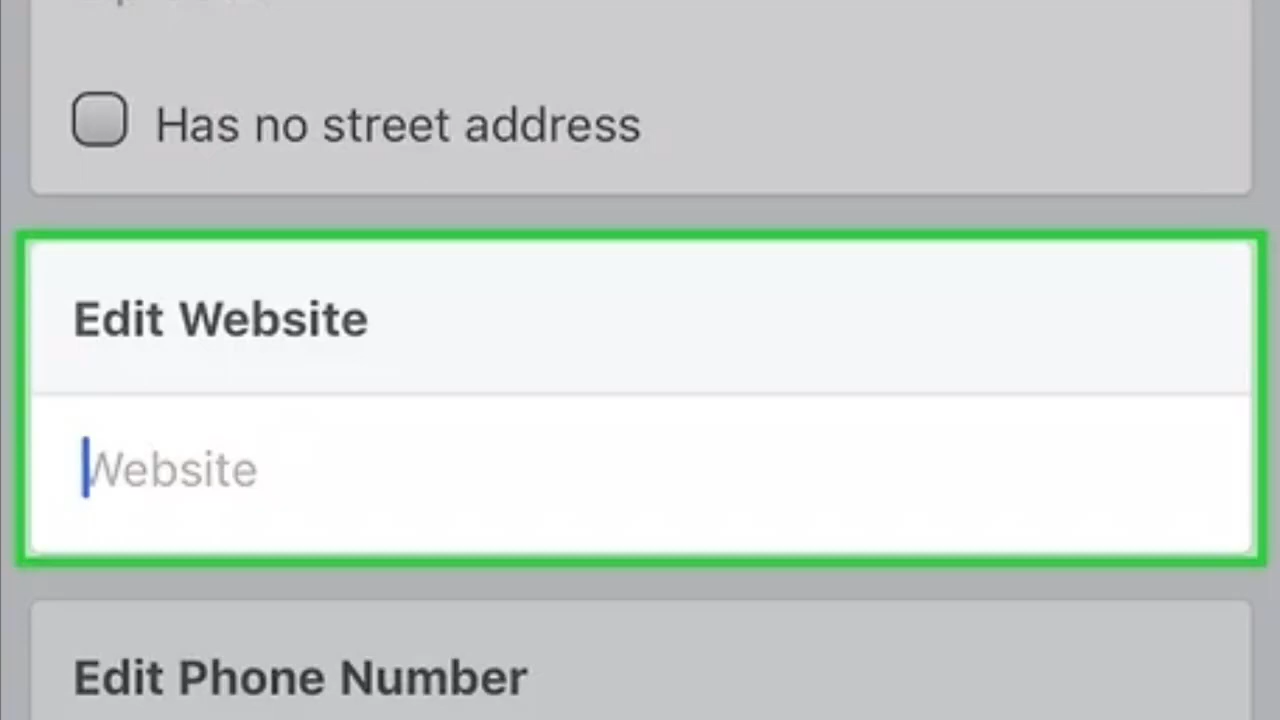 Has no street address
Edit Website
Website
Edit Phone Number